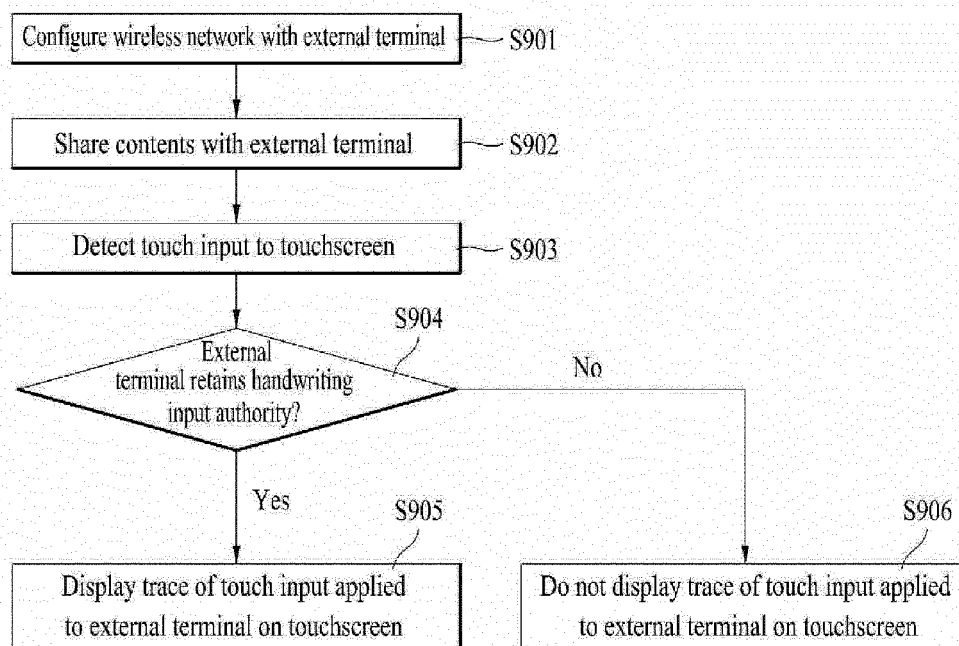 Configure wireless network with external terminal
S901
Share contents with external terminal
S902
Detect touch input to touchscreen
S903
S904
External
terminal retains handwriting
input authority?
No
Yes
S905
S906
Display trace of touch input applied
to external terminal on touchscreen
Do not display trace of touch input applied
to external terminal on touchscreen